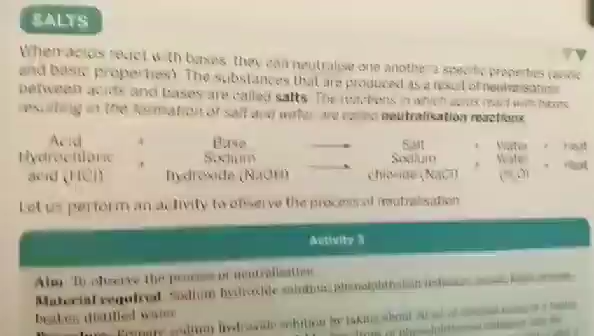 SALTS
When acids react with bases, they can neutralise one another's specific properties (acidic
and basic properties). The substances that are produced as a result of neutralisation
between acids and bases are called salts. The reactions in which acids react with bases
resulting in the formation of salt and water are called neutralisation reactions.
Acid + Base → Salt + Water + Heat
Hydrochloric + Sodium → Sodium + Water + Heat
acid (HCl) hydroxide (NaOH) chloride (NaCl) (H₂O)
Let us perform an activity to observe the process of neutralisation.
Activity 3
Aim: To observe the process of neutralisation
Material required: Sodium hydroxide solution, phenolphthalein
beaker, distilled water
sodium hydroxide solution by taking about